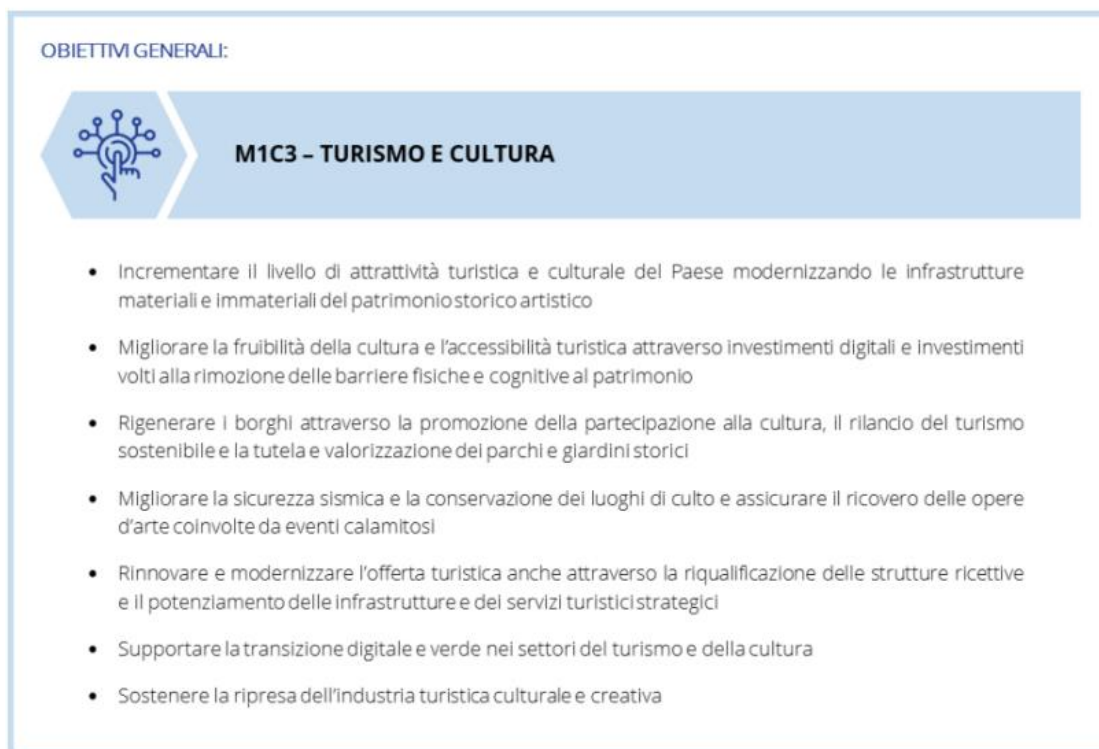 OBIETTIVI GENERALI:
M1C3 – TURISMO E CULTURA
• Incrementare il livello di attrattività turistica e culturale del Paese modernizzando le infrastrutture
materiali e immateriali del patrimonio storico artistico
• Migliorare la fruibilità della cultura e l'accessibilità turistica attraverso investimenti digitali e investimenti
volti alla rimozione delle barriere fisiche e cognitive al patrimonio
• Rigenerare i borghi attraverso la promozione della partecipazione alla cultura, il rilancio del turismo
sostenibile e la tutela e valorizzazione dei parchi e giardini storici
• Migliorare la sicurezza sismica e la conservazione dei luoghi di culto e assicurare il ricovero delle opere
d'arte coinvolte da eventi calamitosi
• Rinnovare e modernizzare l'offerta turistica anche attraverso la riqualificazione delle strutture ricettive
e il potenziamento delle infrastrutture e dei servizi turistici strategici
• Supportare la transizione digitale e verde nei settori del turismo e della cultura
• Sostenere la ripresa dell'industria turistica culturale e creativa